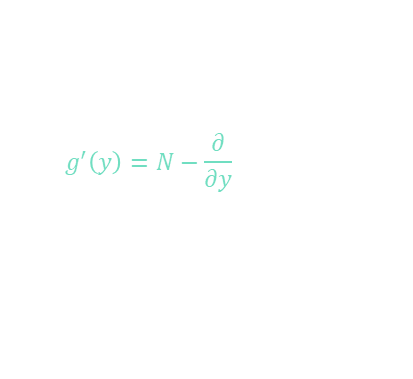 g′(y) = N − ∂/∂y